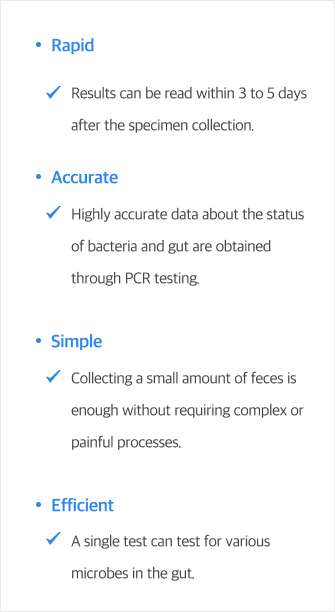 Rapid
Results can be read within 3 to 5 days
after the specimen collection.
Accurate
Highly accurate data about the status
of bacteria and gut are obtained
through PCR testing.
Simple
Collecting a small amount of feces is
enough without requiring complex or
painful processes.
Efficient
A single test can test for various
microbes in the gut.